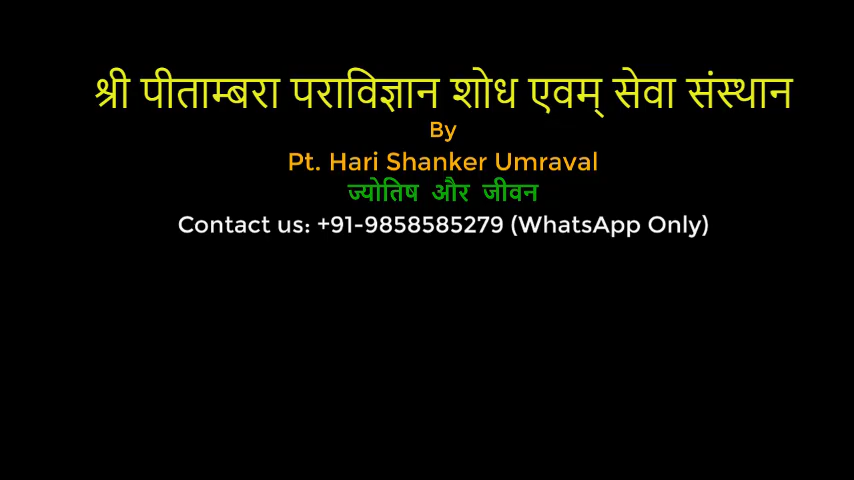 श्री पीताम्बरा पराविज्ञान शोध एवम् सेवा संस्थान
By
Pt. Hari Shanker Umraval
ज्योतिष और जीवन
Contact us: +91-9858585279 (WhatsApp Only)